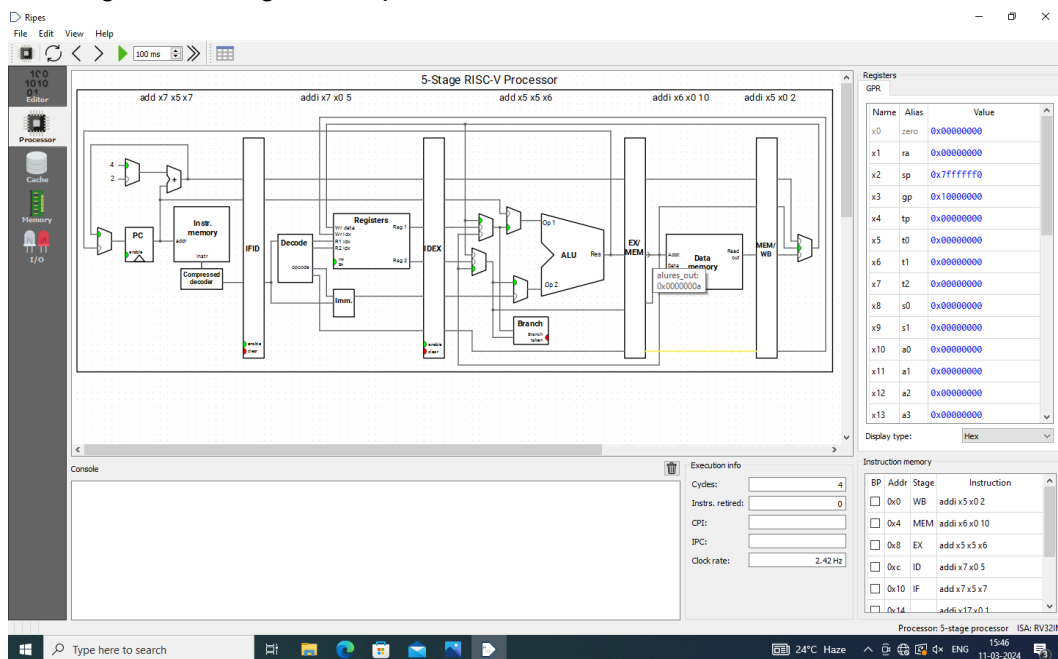 Ripes
File Edit View Help
100 ms
Editor
Processor
Cache
Memory
I/O
5-Stage RISC-V Processor
add x7 x5 x7 addi x7 x0 5 add x5 x5 x6 addi x6 x0 10 addi x5 x0 2
4
2
PC
enable
Instr.
memory
addr
instr
Compressed
decoder
IFID
enable
clear
Decode
opcode
Registers
Wr data
Wr idx
R1 idx
R2 idx
Wr
En
Reg 1
Reg 2
Imm.
IDEX
enable
clear
Op 1
ALU
Res
Op 2
Branch
Branch
taken
EX/
MEM
Addr.
Data
Data
memory
Read
out
alures_out:
0x0000000a
MEM/
WB
Registers
GPR
Name Alias Value
x0 zero 0x00000000
x1 ra 0x00000000
x2 sp 0x7ffffff0
x3 gp 0x10000000
x4 tp 0x00000000
x5 t0 0x00000000
x6 t1 0x00000000
x7 t2 0x00000000
x8 s0 0x00000000
x9 s1 0x00000000
x10 a0 0x00000000
x11 a1 0x00000000
x12 a2 0x00000000
x13 a3 0x00000000
Display type: Hex
Console
Execution info
Cycles: 4
Instrs. retired: 0
CPI:
IPC:
Clock rate: 2.42 Hz
Instruction memory
BP Addr Stage Instruction
0x0 WB addi x5 x0 2
0x4 MEM addi x6 x0 10
0x8 EX add x5 x5 x6
0xc ID addi x7 x0 5
0x10 IF add x7 x5 x7
0x14 addi x17 x0 1
Processor: 5-stage processor ISA: RV32I
Type here to search
24°C Haze
ENG
15:46
11-03-2024